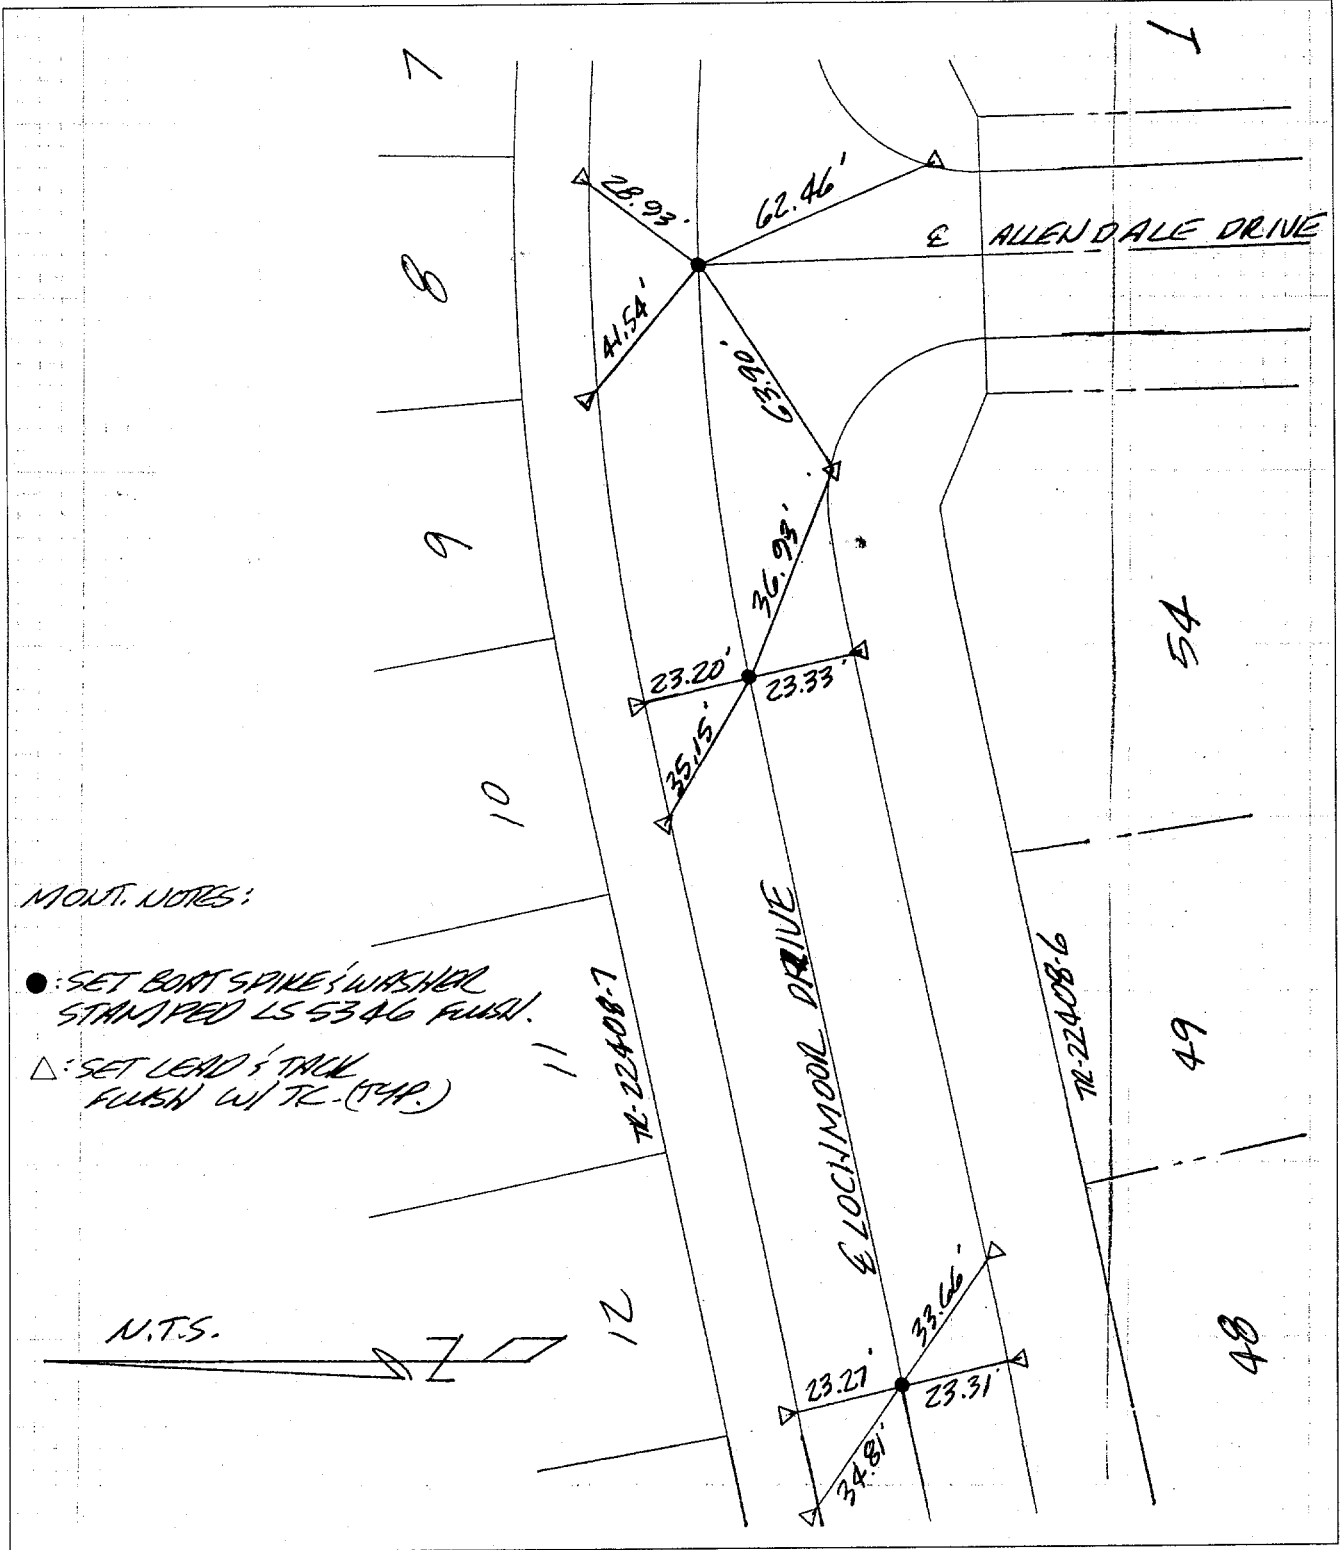 7
1
28.93'
62.46'
℄ ALLENDALE DRIVE
8
41.54'
63.90'
9
36.93'
54
23.20'
23.33'
35.15'
10
MONT. NOTES:
●: SET BOAT SPIKE & WASHER
STAMPED LS 5346 FLUSH.
△: SET LEAD & TACK
FLUSH W/ TC. (TYP.)
11
TR-22408-7
℄ LOCHMOOR DRIVE
TR-22408-6
49
12
N.T.S.
N
33.66'
23.27'
23.31'
34.81'
48